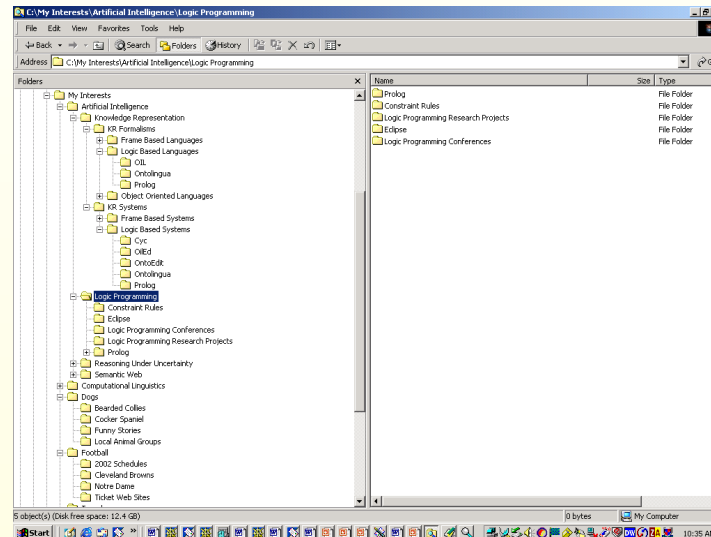 C:\My Interests\Artificial Intelligence\Logic Programming
File Edit View Favorites Tools Help
Back Search Folders History
Address C:\My Interests\Artificial Intelligence\Logic Programming
Folders
My Interests
Artificial Intelligence
Knowledge Representation
KR Formalisms
Frame Based Languages
Logic Based Languages
OIL
Ontolingua
Prolog
Object Oriented Languages
KR Systems
Frame Based Systems
Logic Based Systems
Cyc
OilEd
OntoEdit
Ontolingua
Prolog
Logic Programming
Constraint Rules
Eclipse
Logic Programming Conferences
Logic Programming Research Projects
Prolog
Reasoning Under Uncertainty
Semantic Web
Computational Linguistics
Dogs
Bearded Collies
Cocker Spaniel
Funny Stories
Local Animal Groups
Football
2002 Schedules
Cleveland Browns
Notre Dame
Ticket Web Sites
Name Size Type
Prolog File Folder
Constraint Rules File Folder
Logic Programming Research Projects File Folder
Eclipse File Folder
Logic Programming Conferences File Folder
5 object(s) (Disk free space: 12.4 GB) 0 bytes My Computer
Start 10:35 AM